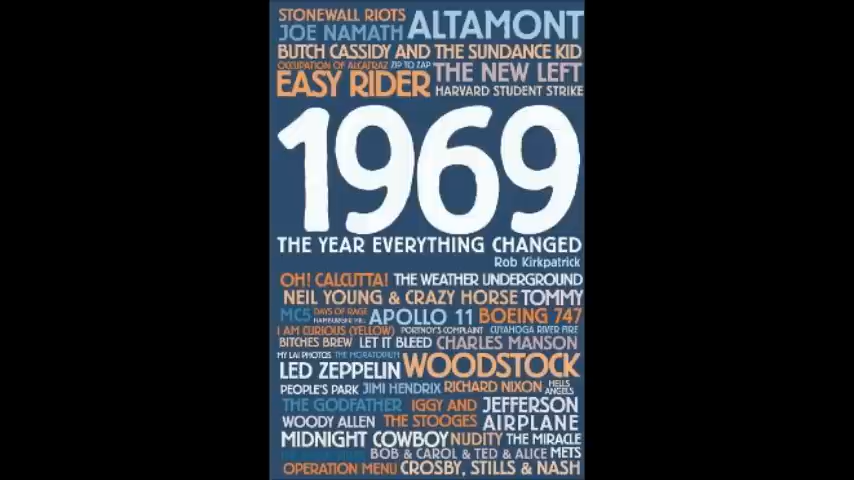 STONEWALL RIOTS
JOE NAMATH ALTAMONT
BUTCH CASSIDY AND THE SUNDANCE KID
OCCUPATION OF ALCATRAZ ZIP TO ZAP
EASY RIDER THE NEW LEFT
HARVARD STUDENT STRIKE
1969
THE YEAR EVERYTHING CHANGED
Rob Kirkpatrick
OH! CALCUTTA! THE WEATHER UNDERGROUND
NEIL YOUNG & CRAZY HORSE TOMMY
MC5 DAYS OF RAGE HAMBURGER HILL APOLLO 11 BOEING 747
I AM CURIOUS (YELLOW) PORTNOY'S COMPLAINT CUYAHOGA RIVER FIRE
BITCHES BREW LET IT BLEED CHARLES MANSON
MY LAI PHOTOS THE MORATORIUM
LED ZEPPELIN WOODSTOCK
PEOPLE'S PARK JIMI HENDRIX RICHARD NIXON HELLS ANGELS
THE GODFATHER IGGY AND JEFFERSON
WOODY ALLEN THE STOOGES AIRPLANE
MIDNIGHT COWBOY NUDITY THE MIRACLE
BOB & CAROL & TED & ALICE METS
OPERATION MENU CROSBY, STILLS & NASH